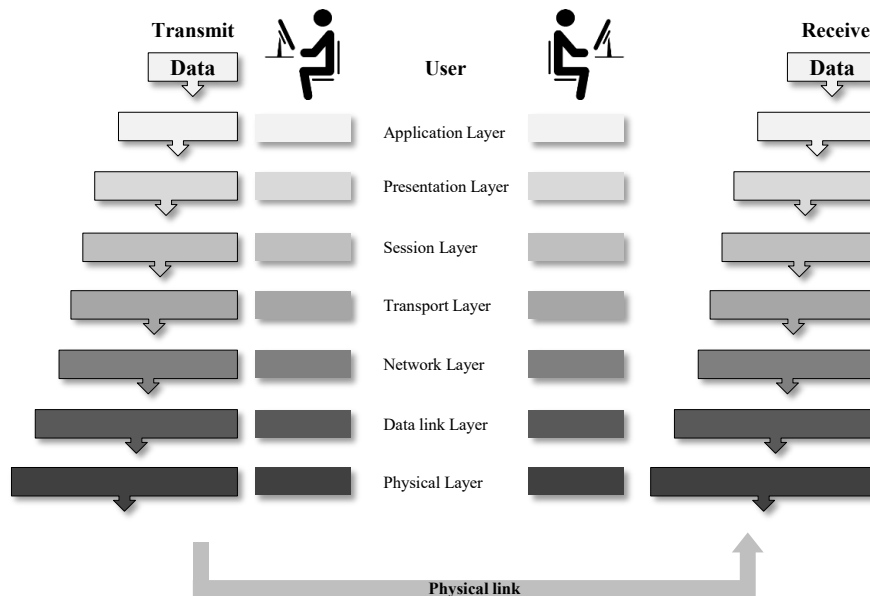 Transmit
Receive
Data
User
Data
Application Layer
Presentation Layer
Session Layer
Transport Layer
Network Layer
Data link Layer
Physical Layer
Physical link